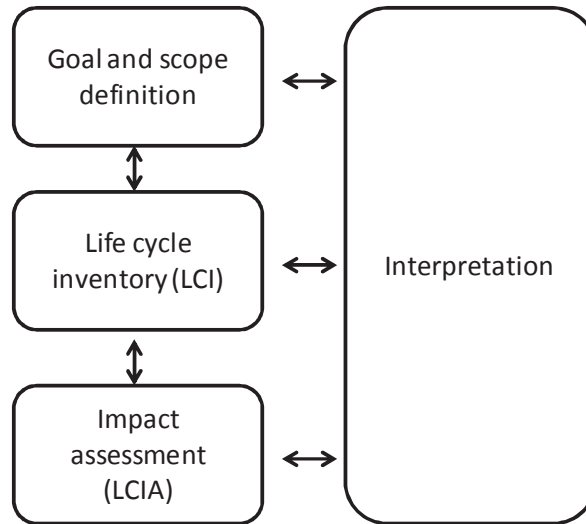 Goal and scope
definition
Life cycle
inventory (LCI)
Interpretation
Impact
assessment
(LCIA)